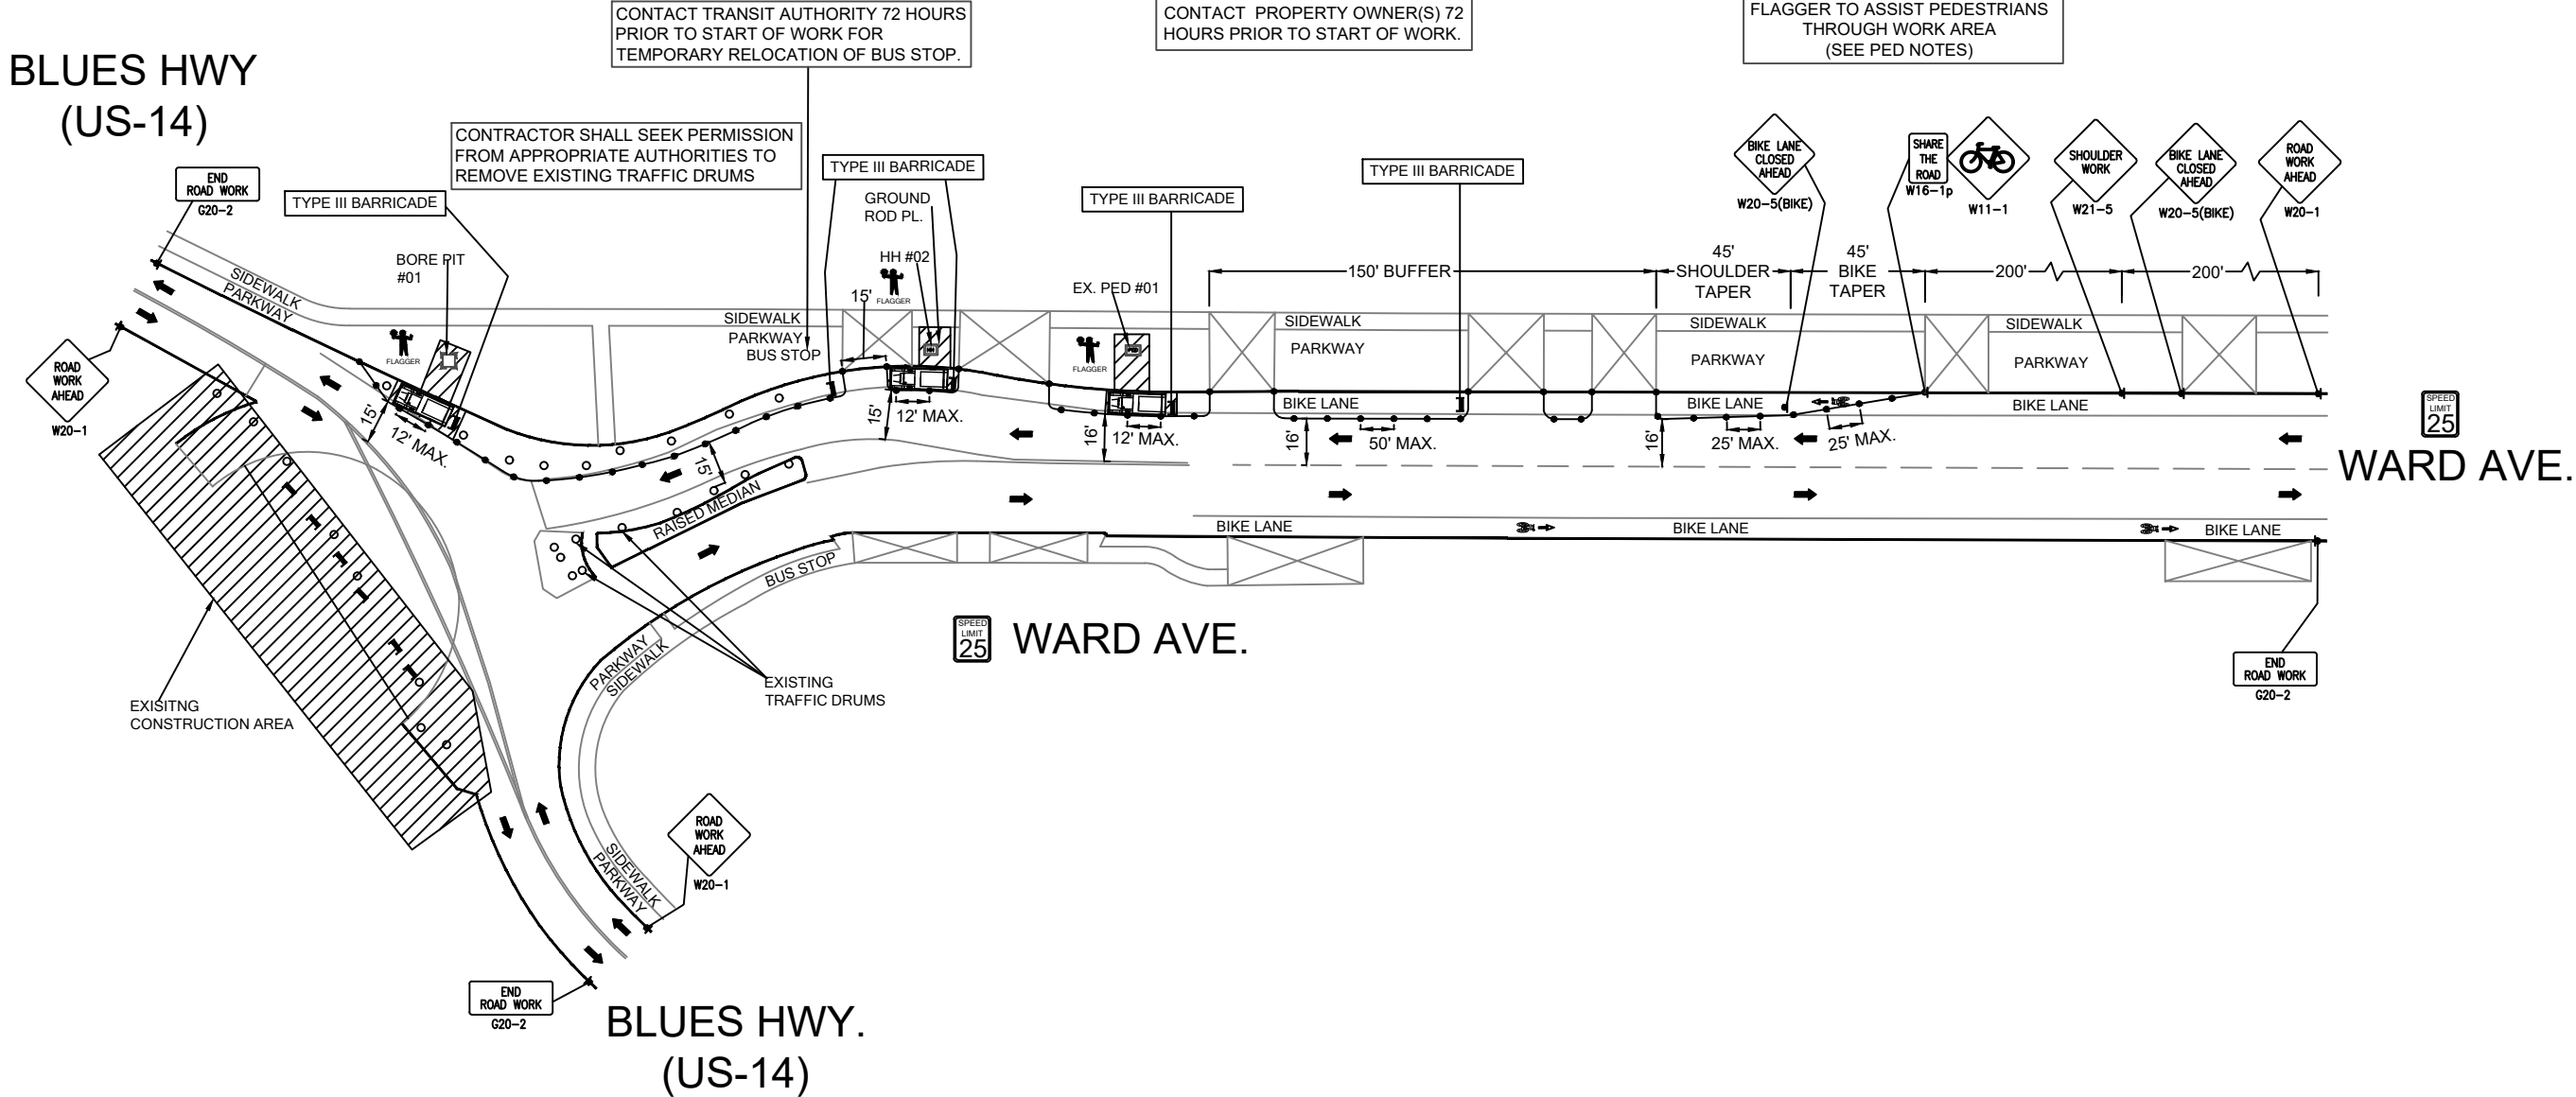 CONTACT TRANSIT AUTHORITY 72 HOURS
PRIOR TO START OF WORK FOR
TEMPORARY RELOCATION OF BUS STOP.
CONTACT PROPERTY OWNER(S) 72
HOURS PRIOR TO START OF WORK.
FLAGGER TO ASSIST PEDESTRIANS
THROUGH WORK AREA
(SEE PED NOTES)
BLUES HWY
(US-14)
CONTRACTOR SHALL SEEK PERMISSION
FROM APPROPRIATE AUTHORITIES TO
REMOVE EXISTING TRAFFIC DRUMS
END
ROAD WORK
G20-2
TYPE III BARRICADE
TYPE III BARRICADE
GROUND
ROD PL.
TYPE III BARRICADE
TYPE III BARRICADE
BIKE LANE
CLOSED
AHEAD
W20-5(BIKE)
SHARE
THE
ROAD
W16-1p
W11-1
SHOULDER
WORK
W21-5
BIKE LANE
CLOSED
AHEAD
W20-5(BIKE)
ROAD
WORK
AHEAD
W20-1
BORE PIT
#01
HH #02
FLAGGER
15'
EX. PED #01
150' BUFFER
45'
SHOULDER
TAPER
45'
BIKE
TAPER
200'
200'
SIDEWALK
PARKWAY
SIDEWALK
PARKWAY
BUS STOP
HH
PED
SIDEWALK
PARKWAY
SIDEWALK
PARKWAY
SIDEWALK
PARKWAY
FLAGGER
FLAGGER
ROAD
WORK
AHEAD
W20-1
15'
12' MAX.
15'
12' MAX.
15'
16'
12' MAX.
BIKE LANE
16'
50' MAX.
BIKE LANE
16'
25' MAX.
25' MAX.
BIKE LANE
SPEED
LIMIT
25
WARD AVE.
RAISED MEDIAN
BUS STOP
BIKE LANE
BIKE LANE
BIKE LANE
SPEED
LIMIT
25
WARD AVE.
PARKWAY
SIDEWALK
EXISTING
TRAFFIC DRUMS
EXISITNG
CONSTRUCTION AREA
END
ROAD WORK
G20-2
SIDEWALK
PARKWAY
ROAD
WORK
AHEAD
W20-1
END
ROAD WORK
G20-2
BLUES HWY.
(US-14)